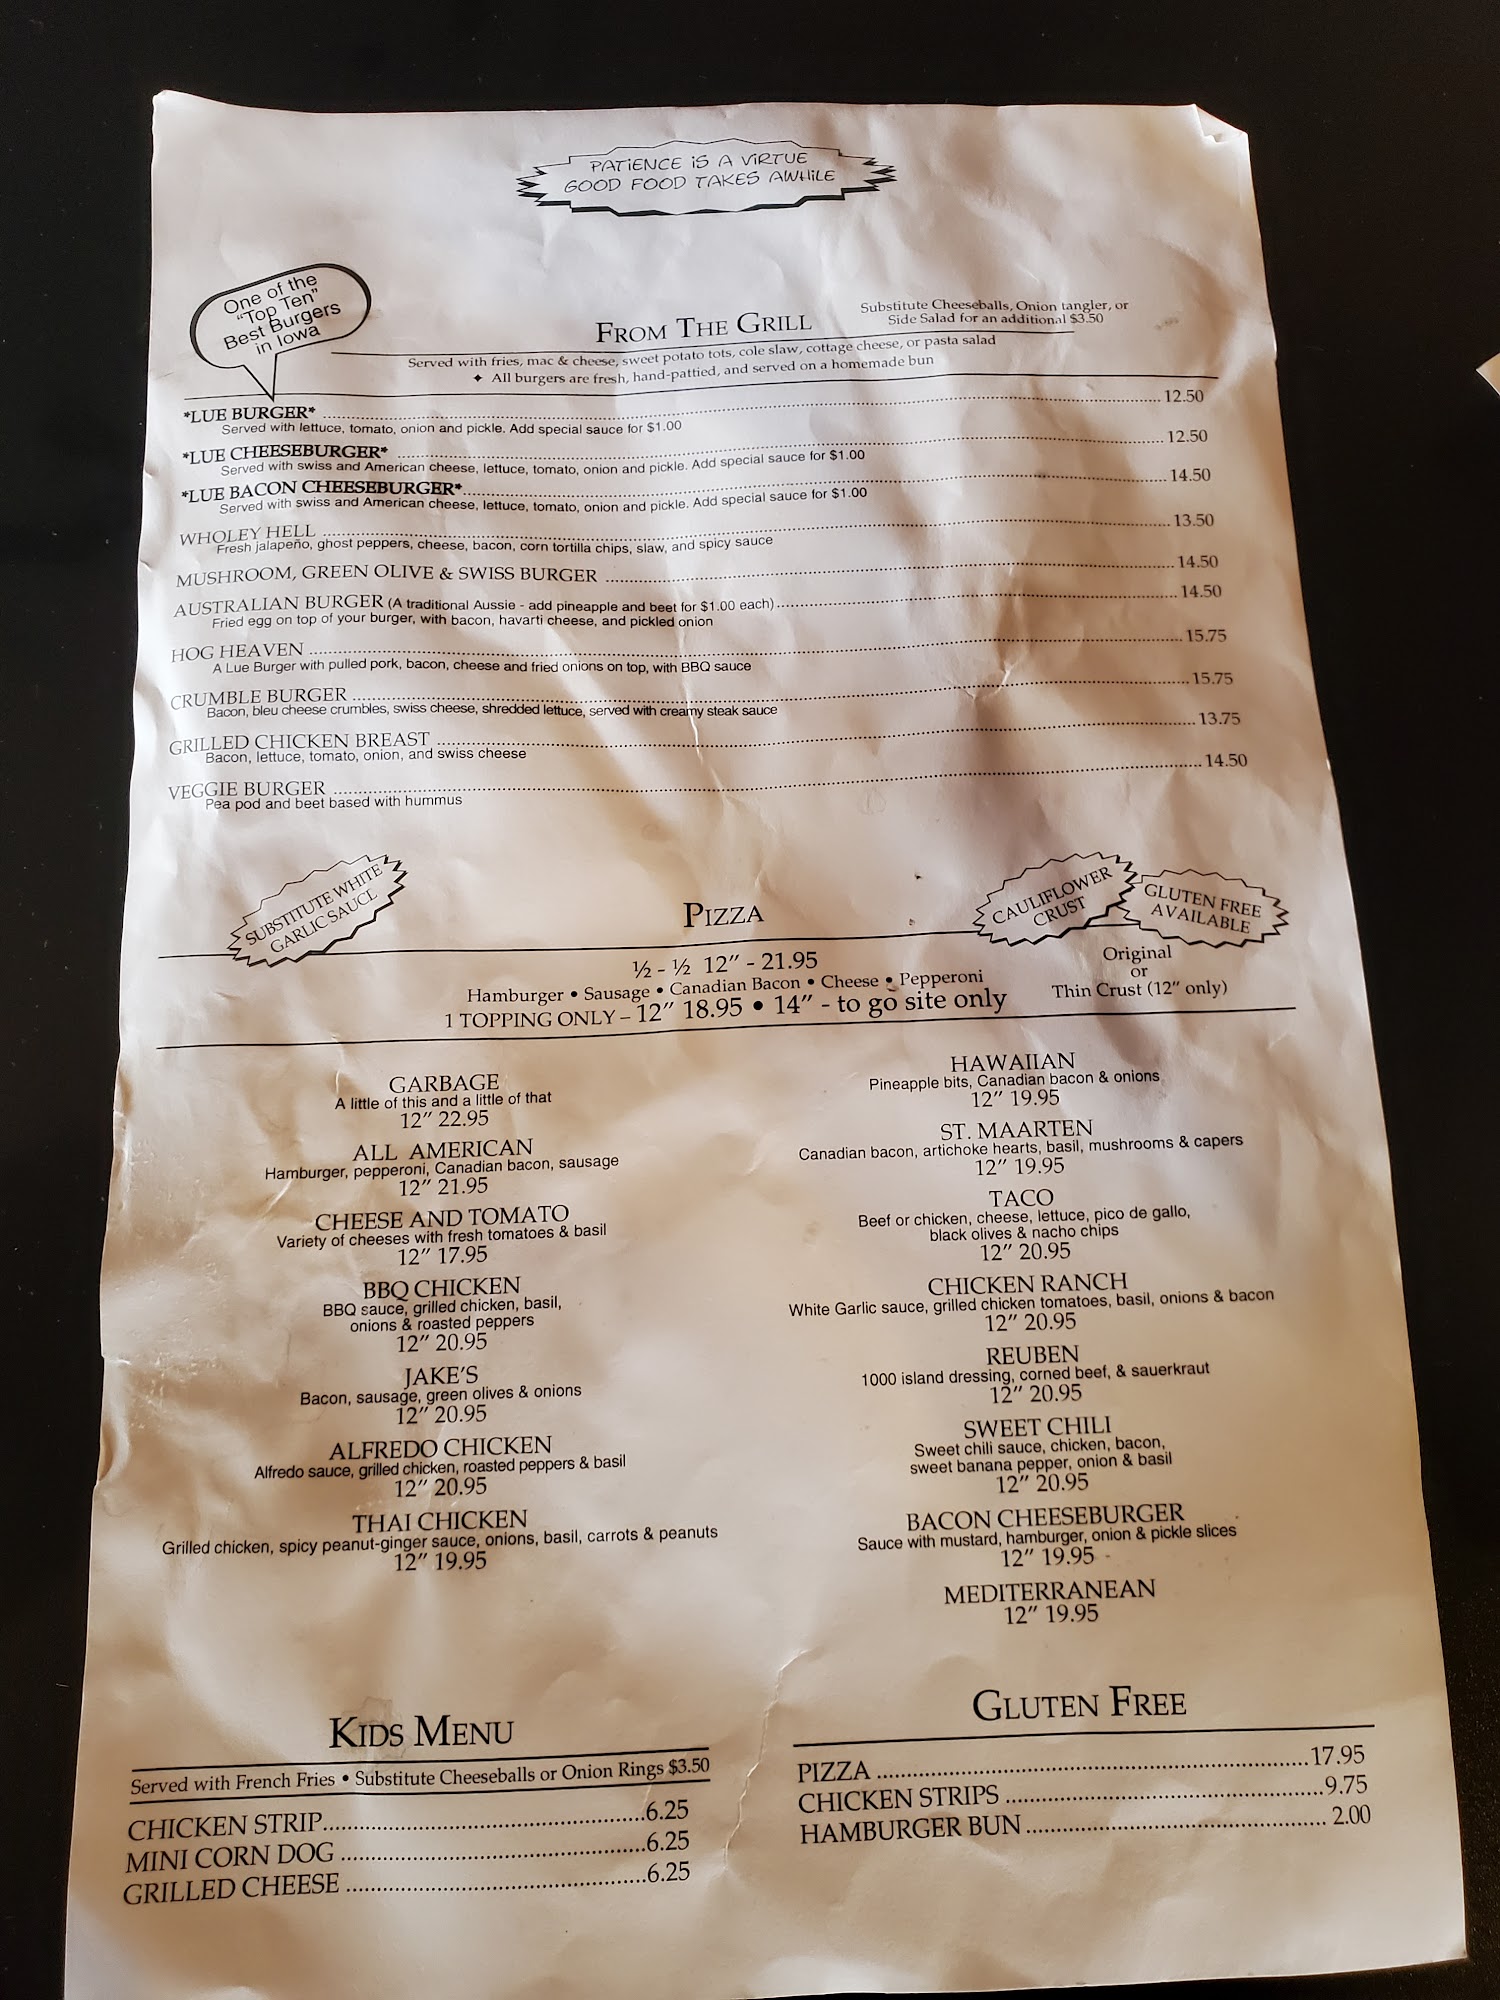 PATIENCE IS A VIRTUE
GOOD FOOD TAKES AWHILE
One of the
"Top Ten"
Best Burgers
in Iowa
FROM THE GRILL
Substitute Cheeseballs, Onion tangler, or
Side Salad for an additional $3.50
Served with fries, mac & cheese, sweet potato tots, cole slaw, cottage cheese, or pasta salad
✦ All burgers are fresh, hand-pattied, and served on a homemade bun
*LUE BURGER* 12.50
Served with lettuce, tomato, onion and pickle. Add special sauce for $1.00
*LUE CHEESEBURGER* 12.50
Served with swiss and American cheese, lettuce, tomato, onion and pickle. Add special sauce for $1.00
*LUE BACON CHEESEBURGER* 14.50
Served with swiss and American cheese, lettuce, tomato, onion and pickle. Add special sauce for $1.00
WHOLEY HELL 13.50
Fresh jalapeño, ghost peppers, cheese, bacon, corn tortilla chips, slaw, and spicy sauce
MUSHROOM, GREEN OLIVE & SWISS BURGER 14.50
AUSTRALIAN BURGER (A traditional Aussie - add pineapple and beet for $1.00 each) 14.50
Fried egg on top of your burger, with bacon, havarti cheese, and pickled onion
HOG HEAVEN 15.75
A Lue Burger with pulled pork, bacon, cheese and fried onions on top, with BBQ sauce
CRUMBLE BURGER 15.75
Bacon, bleu cheese crumbles, swiss cheese, shredded lettuce, served with creamy steak sauce
GRILLED CHICKEN BREAST 13.75
Bacon, lettuce, tomato, onion, and swiss cheese
VEGGIE BURGER 14.50
Pea pod and beet based with hummus
SUBSTITUTE WHITE
GARLIC SAUCE
PIZZA
CAULIFLOWER
CRUST
GLUTEN FREE
AVAILABLE
½ - ½ 12" - 21.95
Hamburger • Sausage • Canadian Bacon • Cheese • Pepperoni
1 TOPPING ONLY – 12" 18.95 • 14" - to go site only
Original
or
Thin Crust (12" only)
GARBAGE
A little of this and a little of that
12" 22.95
ALL AMERICAN
Hamburger, pepperoni, Canadian bacon, sausage
12" 21.95
CHEESE AND TOMATO
Variety of cheeses with fresh tomatoes & basil
12" 17.95
BBQ CHICKEN
BBQ sauce, grilled chicken, basil,
onions & roasted peppers
12" 20.95
JAKE'S
Bacon, sausage, green olives & onions
12" 20.95
ALFREDO CHICKEN
Alfredo sauce, grilled chicken, roasted peppers & basil
12" 20.95
THAI CHICKEN
Grilled chicken, spicy peanut-ginger sauce, onions, basil, carrots & peanuts
12" 19.95
HAWAIIAN
Pineapple bits, Canadian bacon & onions
12" 19.95
ST. MAARTEN
Canadian bacon, artichoke hearts, basil, mushrooms & capers
12" 19.95
TACO
Beef or chicken, cheese, lettuce, pico de gallo,
black olives & nacho chips
12" 20.95
CHICKEN RANCH
White Garlic sauce, grilled chicken tomatoes, basil, onions & bacon
12" 20.95
REUBEN
1000 island dressing, corned beef, & sauerkraut
12" 20.95
SWEET CHILI
Sweet chili sauce, chicken, bacon,
sweet banana pepper, onion & basil
12" 20.95
BACON CHEESEBURGER
Sauce with mustard, hamburger, onion & pickle slices
12" 19.95
MEDITERRANEAN
12" 19.95
KIDS MENU
Served with French Fries • Substitute Cheeseballs or Onion Rings $3.50
CHICKEN STRIP 6.25
MINI CORN DOG 6.25
GRILLED CHEESE 6.25
GLUTEN FREE
PIZZA 17.95
CHICKEN STRIPS 9.75
HAMBURGER BUN 2.00